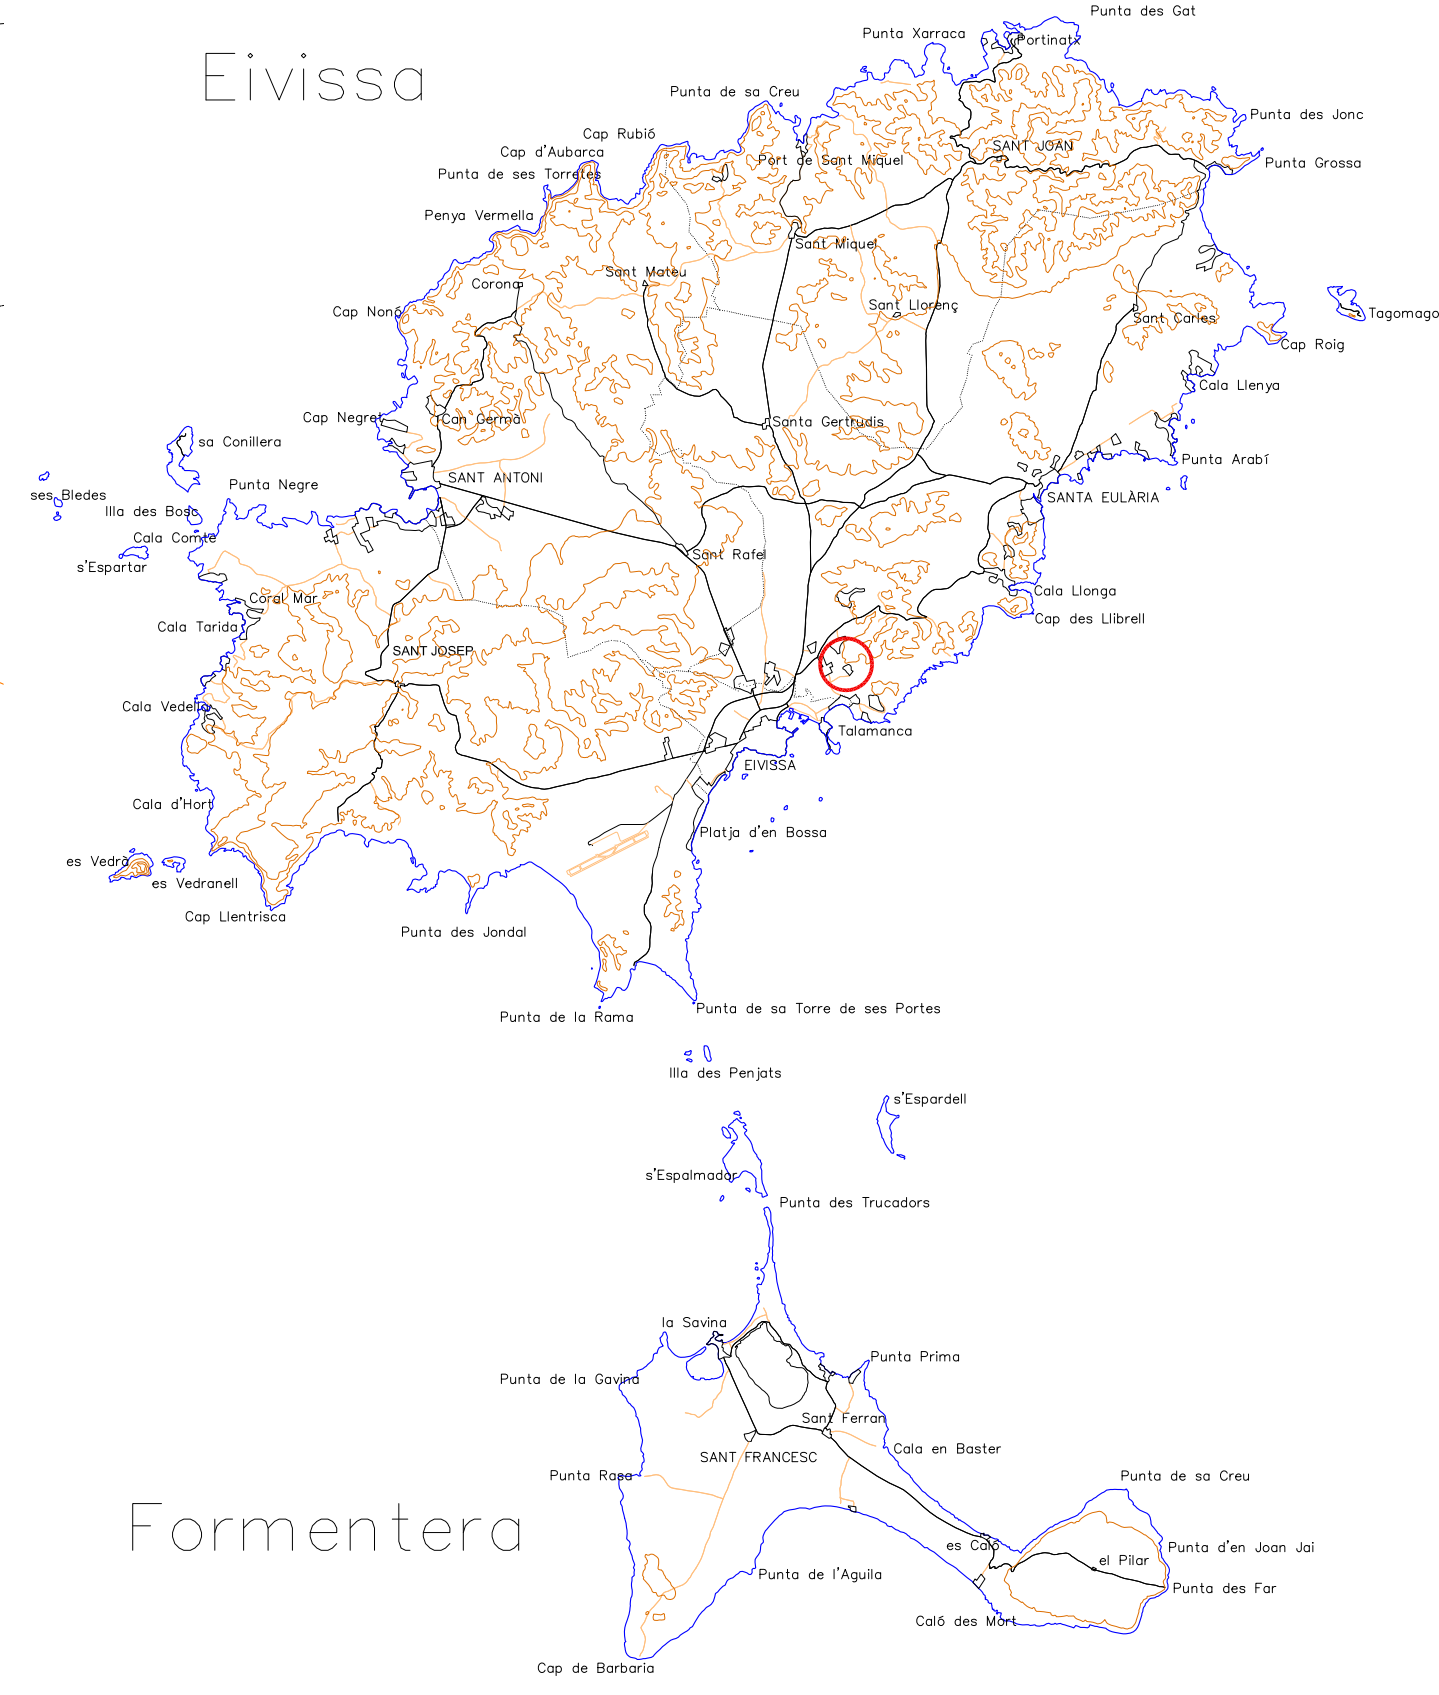 Punta des Gat
Punta Xarraca
Portinatx
Eivissa
Punta de sa Creu
Punta des Jonc
Cap Rubió
SANT JOAN
Cap d'Aubarca
Port de Sant Miquel
Punta Grossa
Punta de ses Torretes
Penya Vermella
Sant Miquel
Sant Mateu
Corona
Sant Llorenç
Cap Nonó
Tagomago
Sant Carles
Cap Roig
Cala Llenya
Cap Negret
Can Germà
Santa Gertrudis
sa Conillera
Punta Arabí
SANT ANTONI
Punta Negre
ses Bledes
SANTA EULÀRIA
Illa des Bosc
Cala Comte
Sant Rafel
s'Espartar
Cala Llonga
Coral Mar
Cap des Llibrell
Cala Tarida
SANT JOSEP
Cala Vedella
Talamanca
EIVISSA
Cala d'Hort
Platja d'en Bossa
es Vedrà
es Vedranell
Cap Llentrisca
Punta des Jondal
Punta de sa Torre de ses Portes
Punta de la Rama
Illa des Penjats
s'Espardell
s'Espalmador
Punta des Trucadors
la Savina
Punta Prima
Punta de la Gavina
Sant Ferran
Cala en Baster
SANT FRANCESC
Punta Rasa
Punta de sa Creu
Formentera
es Caló
Punta d'en Joan Jai
el Pilar
Punta de l'Aguila
Punta des Far
Caló des Mort
Cap de Barbaria